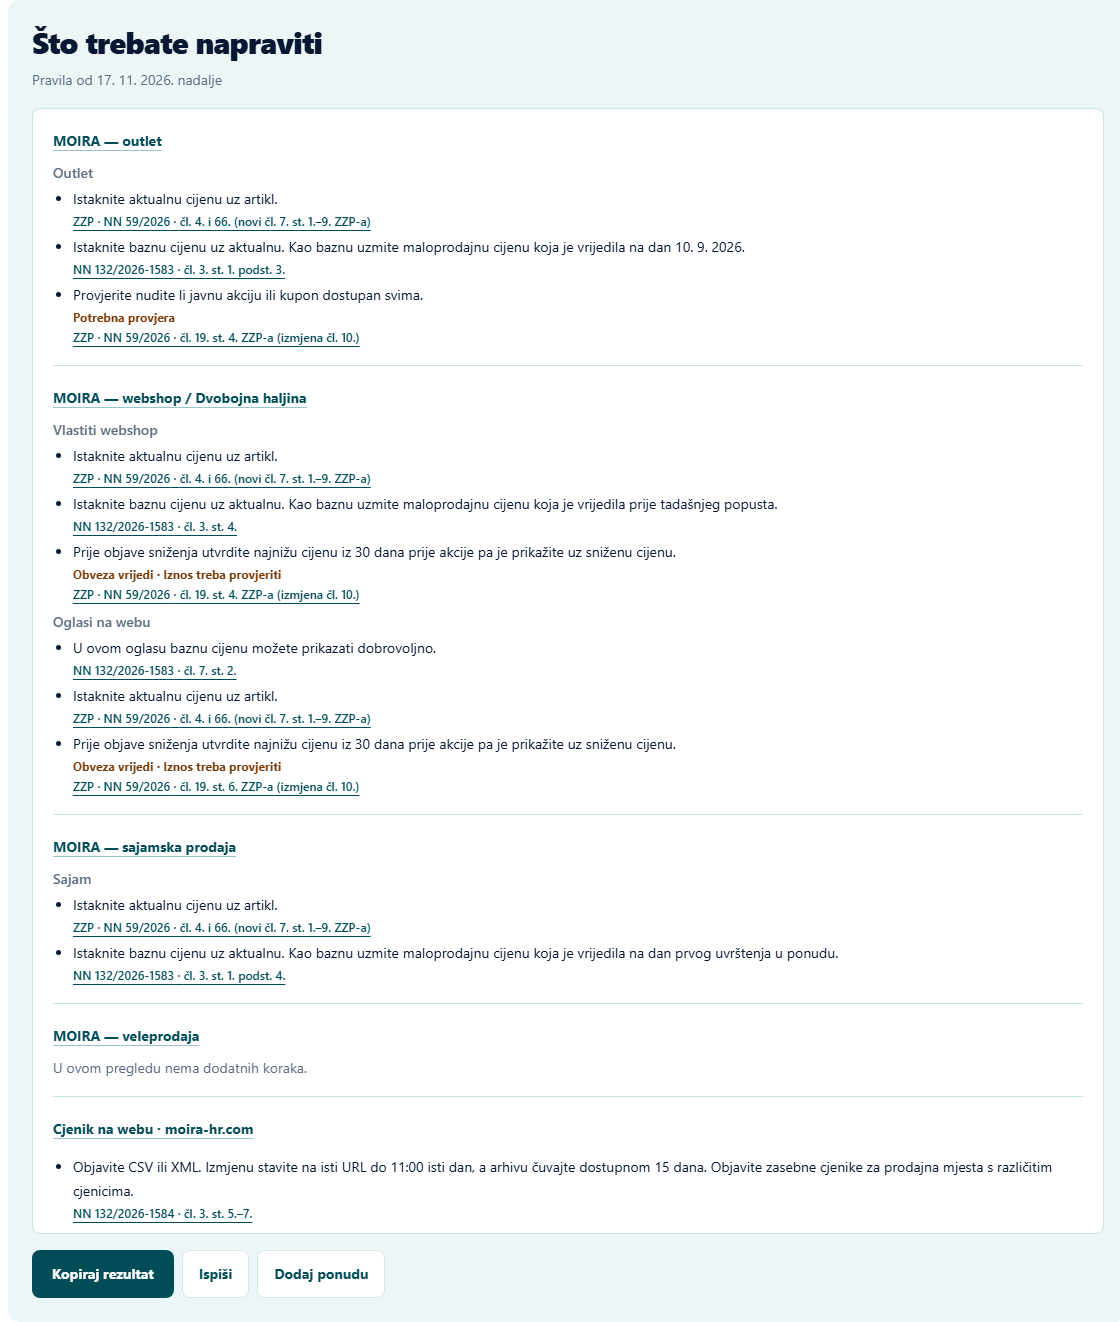 Što trebate napraviti
Pravila od 17. 11. 2026. nadalje
MOIRA — outlet
Outlet
• Istaknite aktualnu cijenu uz artikl.
ZZP · NN 59/2026 · čl. 4. i 66. (novi čl. 7. st. 1.–9. ZZP-a)
• Istaknite baznu cijenu uz aktualnu. Kao baznu uzmite maloprodajnu cijenu koja je vrijedila na dan 10. 9. 2026.
NN 132/2026-1583 · čl. 3. st. 1. podst. 3.
• Provjerite nudite li javnu akciju ili kupon dostupan svima.
Potrebna provjera
ZZP · NN 59/2026 · čl. 19. st. 4. ZZP-a (izmjena čl. 10.)
MOIRA — webshop / Dvobojna haljina
Vlastiti webshop
• Istaknite aktualnu cijenu uz artikl.
ZZP · NN 59/2026 · čl. 4. i 66. (novi čl. 7. st. 1.–9. ZZP-a)
• Istaknite baznu cijenu uz aktualnu. Kao baznu uzmite maloprodajnu cijenu koja je vrijedila prije tadašnjeg popusta.
NN 132/2026-1583 · čl. 3. st. 4.
• Prije objave sniženja utvrdite najnižu cijenu iz 30 dana prije akcije pa je prikažite uz sniženu cijenu.
Obveza vrijedi · Iznos treba provjeriti
ZZP · NN 59/2026 · čl. 19. st. 4. ZZP-a (izmjena čl. 10.)
Oglasi na webu
• U ovom oglasu baznu cijenu možete prikazati dobrovoljno.
NN 132/2026-1583 · čl. 7. st. 2.
• Istaknite aktualnu cijenu uz artikl.
ZZP · NN 59/2026 · čl. 4. i 66. (novi čl. 7. st. 1.–9. ZZP-a)
• Prije objave sniženja utvrdite najnižu cijenu iz 30 dana prije akcije pa je prikažite uz sniženu cijenu.
Obveza vrijedi · Iznos treba provjeriti
ZZP · NN 59/2026 · čl. 19. st. 6. ZZP-a (izmjena čl. 10.)
MOIRA — sajamska prodaja
Sajam
• Istaknite aktualnu cijenu uz artikl.
ZZP · NN 59/2026 · čl. 4. i 66. (novi čl. 7. st. 1.–9. ZZP-a)
• Istaknite baznu cijenu uz aktualnu. Kao baznu uzmite maloprodajnu cijenu koja je vrijedila na dan prvog uvrštenja u ponudu.
NN 132/2026-1583 · čl. 3. st. 1. podst. 4.
MOIRA — veleprodaja
U ovom pregledu nema dodatnih koraka.
Cjenik na webu · moira-hr.com
• Objavite CSV ili XML. Izmjenu stavite na isti URL do 11:00 isti dan, a arhivu čuvajte dostupnom 15 dana. Objavite zasebne cjenike za prodajna mjesta s različitim
cjenicima.
NN 132/2026-1584 · čl. 3. st. 5.–7.
Kopiraj rezultat
Ispiši
Dodaj ponudu